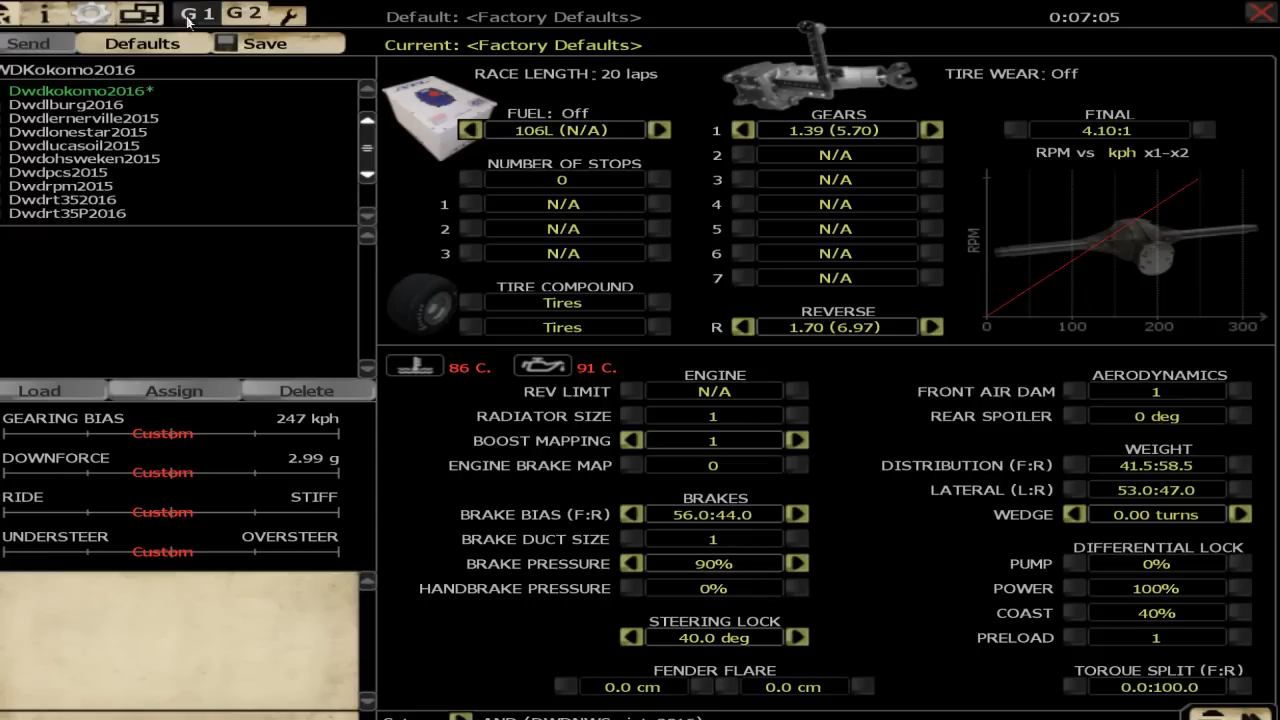 G 1 G 2
Default: <Factory Defaults>
0:07:05
Send Defaults Save
Current: <Factory Defaults>
WDKokomo2016
Dwdkokomo2016*
Dwdlburg2016
Dwdlernerville2015
Dwdlonestar2015
Dwdlucasoil2015
Dwdohsweken2015
Dwdpcs2015
Dwdrpm2015
Dwdrt352016
Dwdrt35P2016
Load Assign Delete
GEARING BIAS 247 kph
Custom
DOWNFORCE 2.99 g
Custom
RIDE STIFF
Custom
UNDERSTEER OVERSTEER
Custom
RACE LENGTH: 20 laps
TIRE WEAR: Off
FUEL: Off
106L (N/A)
NUMBER OF STOPS
0
1 N/A
2 N/A
3 N/A
TIRE COMPOUND
Tires
Tires
GEARS
1 1.39 (5.70)
2 N/A
3 N/A
4 N/A
5 N/A
6 N/A
7 N/A
REVERSE
R 1.70 (6.97)
FINAL
4.10:1
RPM vs kph x1-x2
RPM
0 100 200 300
86 C. 91 C.
ENGINE
REV LIMIT N/A
RADIATOR SIZE 1
BOOST MAPPING 1
ENGINE BRAKE MAP 0
BRAKES
BRAKE BIAS (F:R) 56.0:44.0
BRAKE DUCT SIZE 1
BRAKE PRESSURE 90%
HANDBRAKE PRESSURE 0%
STEERING LOCK
40.0 deg
FENDER FLARE
0.0 cm 0.0 cm
AERODYNAMICS
FRONT AIR DAM 1
REAR SPOILER 0 deg
WEIGHT
DISTRIBUTION (F:R) 41.5:58.5
LATERAL (L:R) 53.0:47.0
WEDGE 0.00 turns
DIFFERENTIAL LOCK
PUMP 0%
POWER 100%
COAST 40%
PRELOAD 1
TORQUE SPLIT (F:R)
0.0:100.0